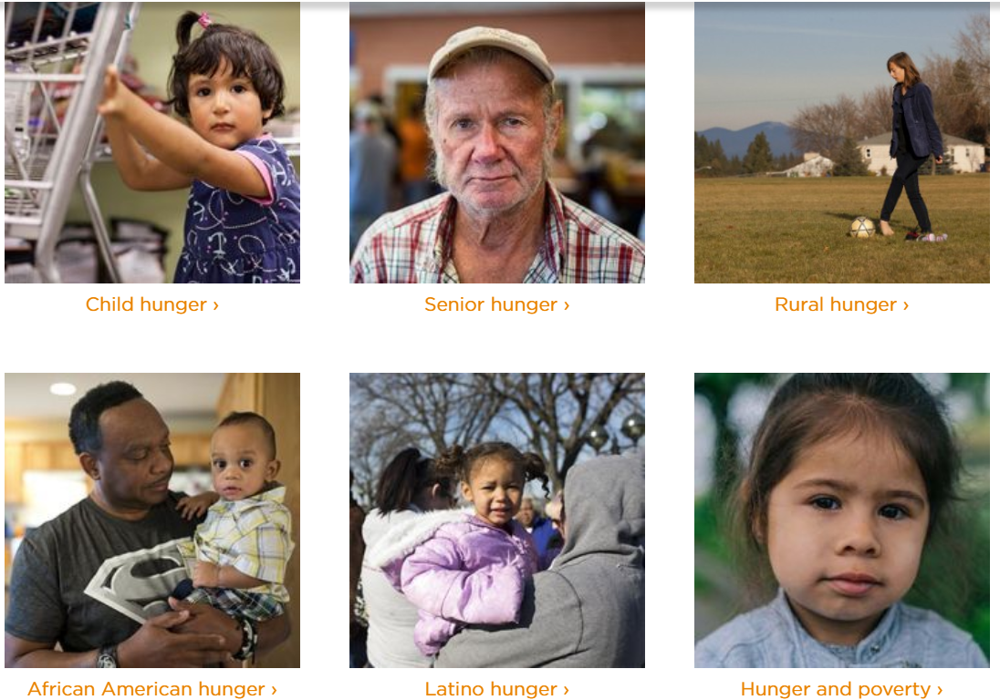 Child hunger ›
Senior hunger ›
Rural hunger ›
African American hunger ›
Latino hunger ›
Hunger and poverty ›